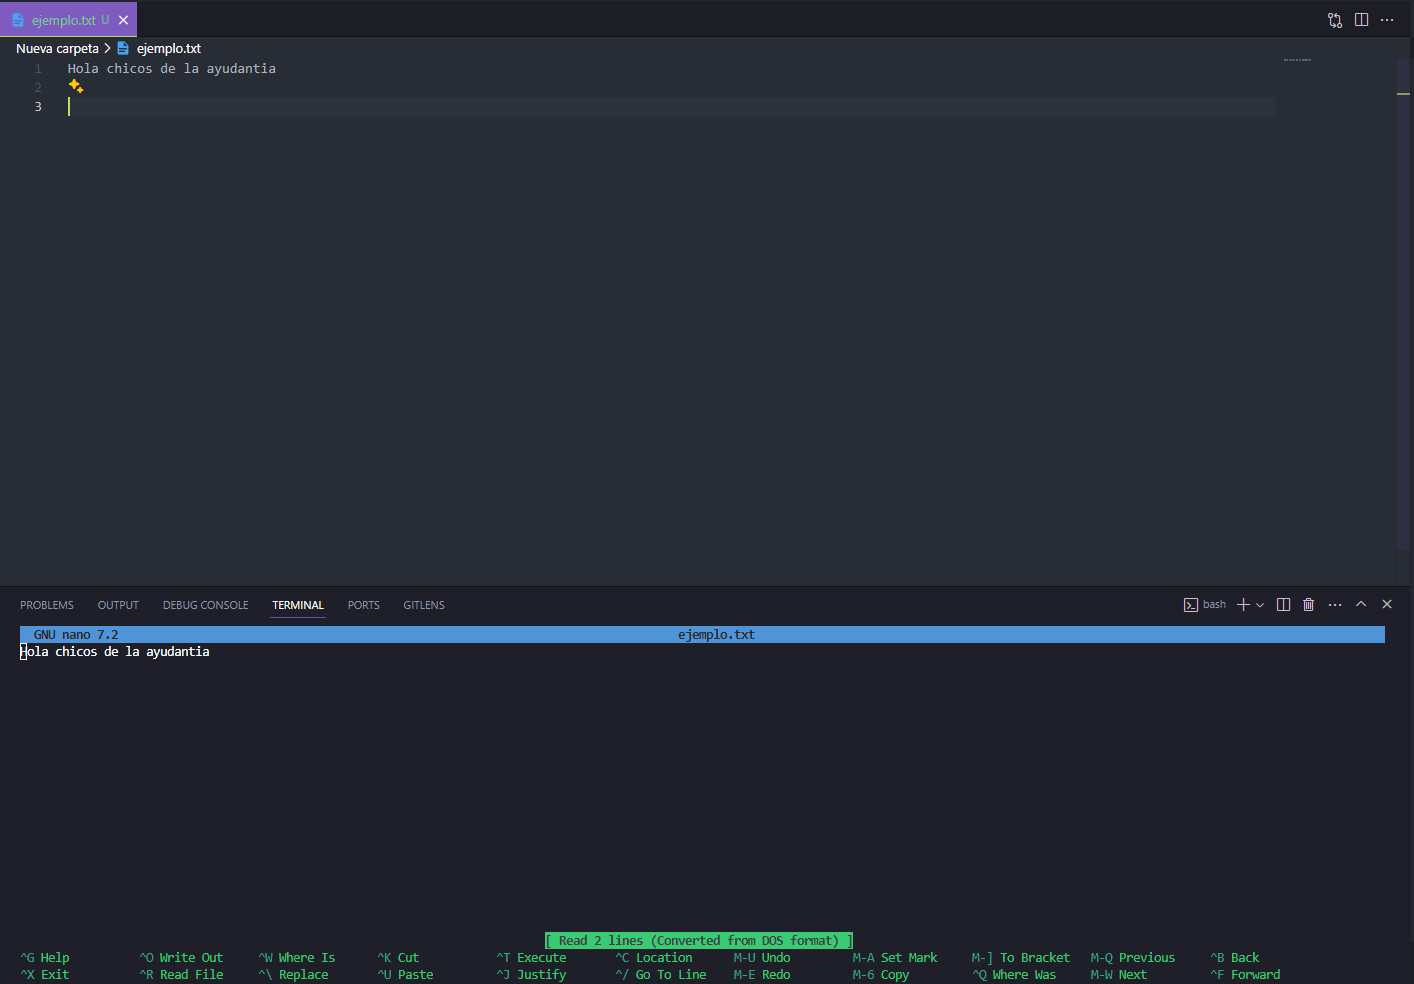 ejemplo.txt U
Nueva carpeta > ejemplo.txt
1 Hola chicos de la ayudantia
2
3
PROBLEMS OUTPUT DEBUG CONSOLE TERMINAL PORTS GITLENS bash
GNU nano 7.2 ejemplo.txt
Hola chicos de la ayudantia
[ Read 2 lines (Converted from DOS format) ]
^G Help ^O Write Out ^W Where Is ^K Cut ^T Execute ^C Location M-U Undo M-A Set Mark M-] To Bracket M-Q Previous ^B Back
^X Exit ^R Read File ^\ Replace ^U Paste ^J Justify ^/ Go To Line M-E Redo M-6 Copy ^Q Where Was M-W Next ^F Forward